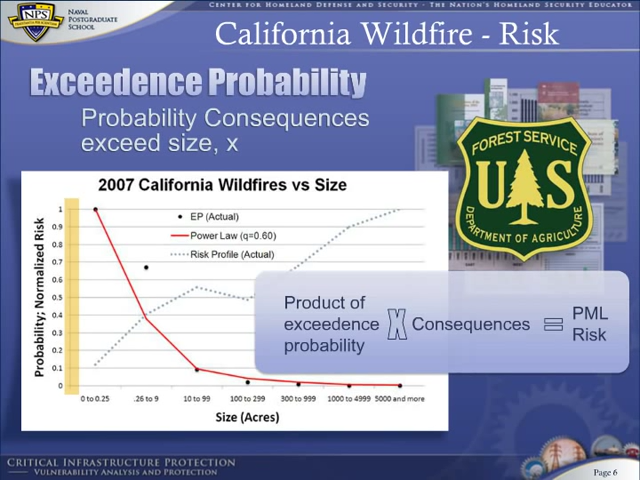 CENTER FOR HOMELAND DEFENSE AND SECURITY · THE NATION'S HOMELAND SECURITY EDUCATOR
NPS
NAVAL
POSTGRADUATE
SCHOOL
California Wildfire - Risk
Exceedence Probability
Probability Consequences
exceed size, x
FOREST SERVICE
U S
DEPARTMENT OF AGRICULTURE
2007 California Wildfires vs Size
Probability; Normalized Risk
1
0.9
0.8
0.7
0.6
0.5
0.4
0.3
0.2
0.1
0
EP (Actual)
Power Law (q=0.60)
Risk Profile (Actual)
0 to 0.25 .26 to 9 10 to 99 100 to 299 300 to 999 1000 to 4999 5000 and more
Size (Acres)
Product of
exceedence
probability
X Consequences =
PML
Risk
CRITICAL INFRASTRUCTURE PROTECTION
VULNERABILITY ANALYSIS AND PROTECTION
Page 6